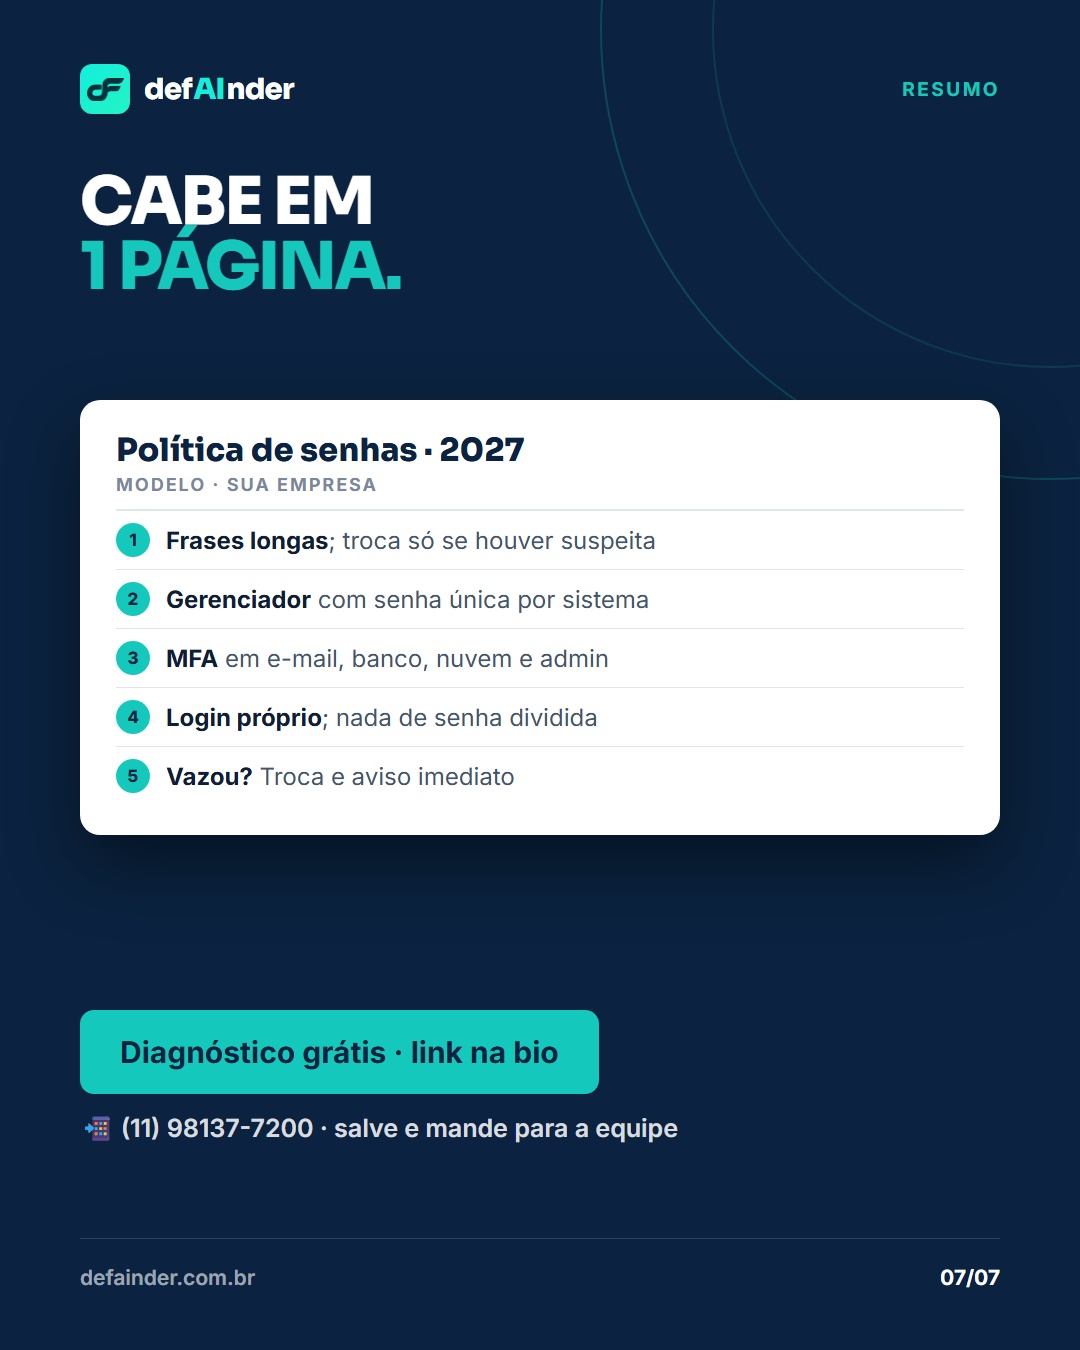 defAInder
RESUMO
CABE EM
1 PÁGINA.
Política de senhas · 2027
MODELO · SUA EMPRESA
1 Frases longas; troca só se houver suspeita
2 Gerenciador com senha única por sistema
3 MFA em e-mail, banco, nuvem e admin
4 Login próprio; nada de senha dividida
5 Vazou? Troca e aviso imediato
Diagnóstico grátis · link na bio
📲 (11) 98137-7200 · salve e mande para a equipe
defainder.com.br
07/07